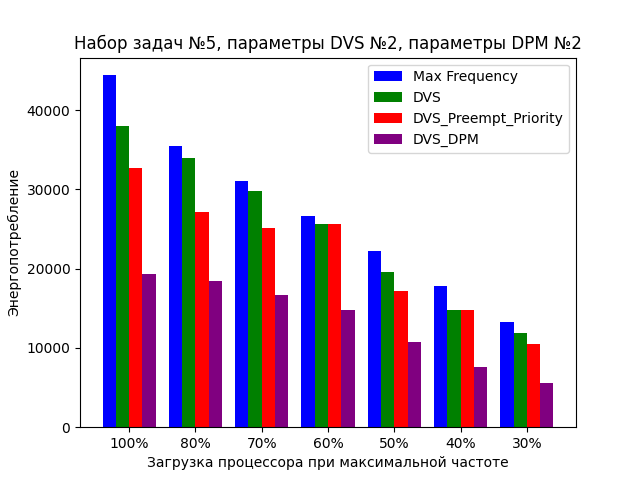 Набор задач №5, параметры DVS №2, параметры DPM №2
Max Frequency
DVS
DVS_Preempt_Priority
DVS_DPM
Энергопотребление
40000
30000
20000
10000
0
100% 80% 70% 60% 50% 40% 30%
Загрузка процессора при максимальной частоте